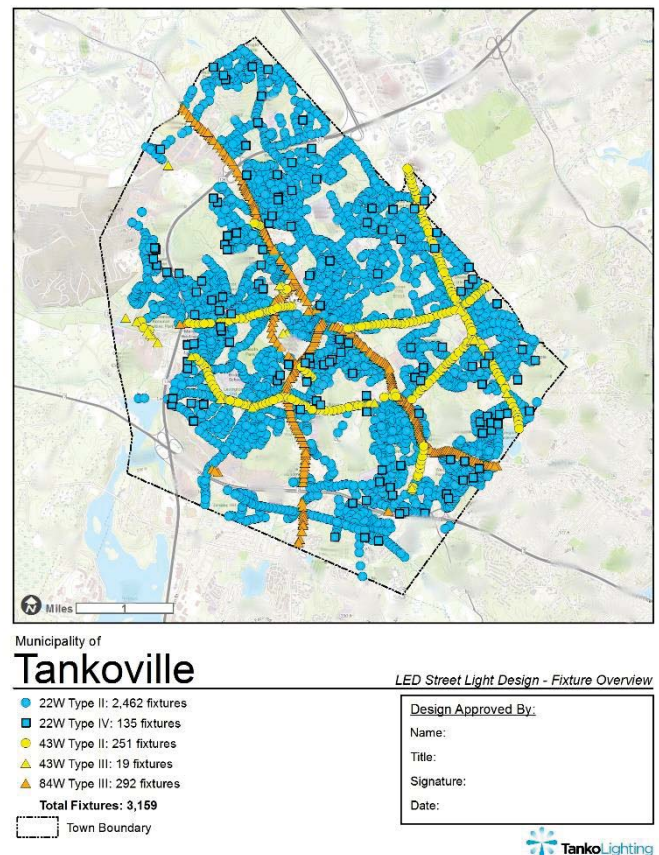 N
Miles
1
Municipality of
Tankoville
LED Street Light Design - Fixture Overview
22W Type II: 2,462 fixtures
22W Type IV: 135 fixtures
43W Type II: 251 fixtures
43W Type III: 19 fixtures
84W Type III: 292 fixtures
Total Fixtures: 3,159
Town Boundary
Design Approved By:
Name:
Title:
Signature:
Date:
TankoLighting